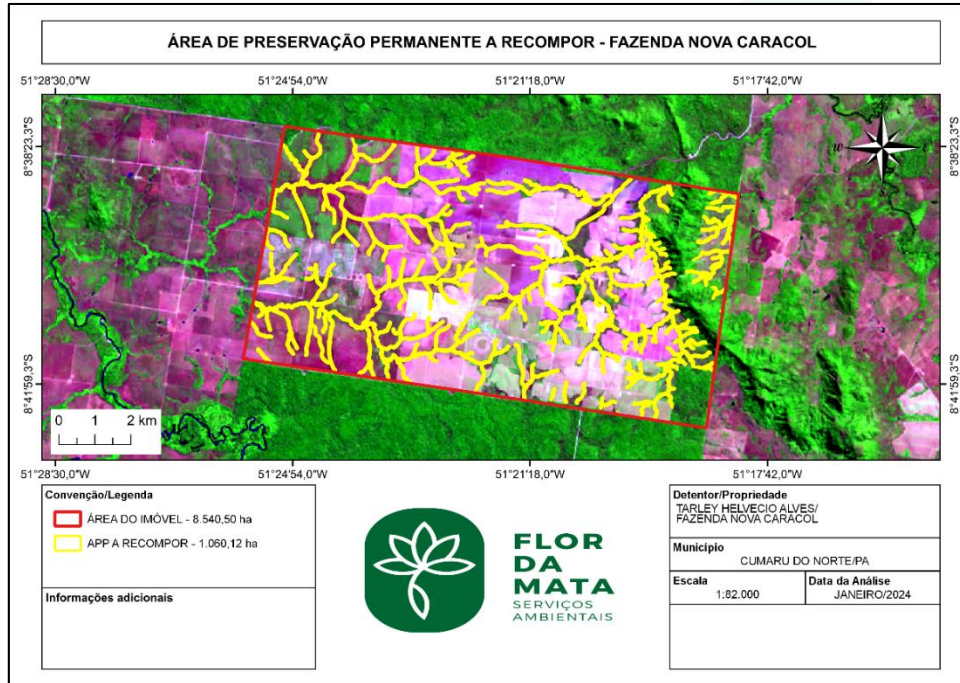 ÁREA DE PRESERVAÇÃO PERMANENTE A RECOMPOR - FAZENDA NOVA CARACOL
51°28'30,0"W
51°24'54,0"W
51°21'18,0"W
51°17'42,0"W
8°38'23,3"S
8°38'23,3"S
W
E
8°41'59,3"S
8°41'59,3"S
0 1 2 km
51°28'30,0"W
51°24'54,0"W
51°21'18,0"W
51°17'42,0"W
Convenção/Legenda
ÁREA DO IMÓVEL - 8.540,50 ha
APP A RECOMPOR - 1.060,12 ha
Informações adicionais
FLOR
DA
MATA
SERVIÇOS
AMBIENTAIS
Detentor/Propriedade
TARLEY HELVECIO ALVES/
FAZENDA NOVA CARACOL
Município
CUMARU DO NORTE/PA
Escala
1:82.000
Data da Análise
JANEIRO/2024